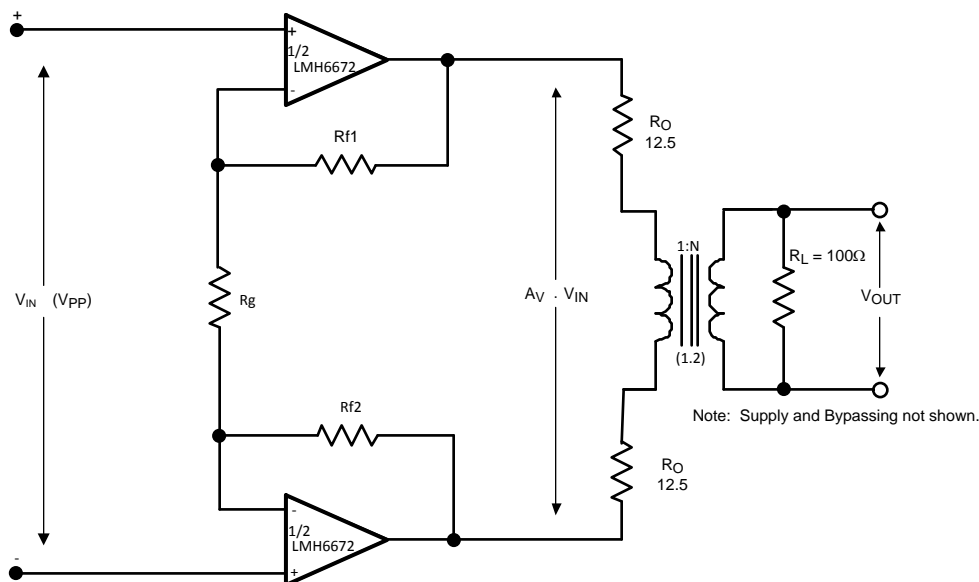 +
+
1/2
LMH6672
-
Rf1
RO
12.5
1:N
RL = 100Ω
VIN (VPP)
Rg
AV . VIN
VOUT
(1.2)
Note: Supply and Bypassing not shown.
Rf2
RO
12.5
-
1/2
LMH6672
-
+